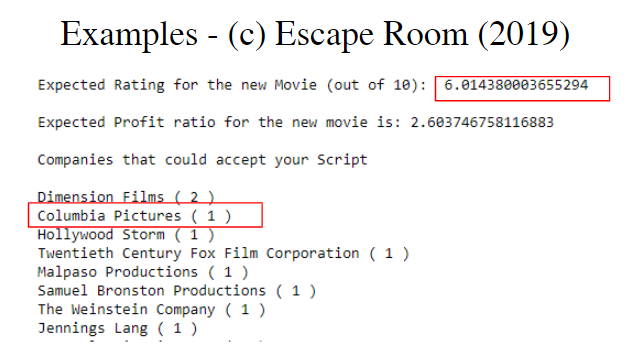 Examples - (c) Escape Room (2019)
Expected Rating for the new Movie (out of 10): 6.014380003655294
Expected Profit ratio for the new movie is: 2.603746758116883
Companies that could accept your Script
Dimension Films ( 2 )
Columbia Pictures ( 1 )
Hollywood Storm ( 1 )
Twentieth Century Fox Film Corporation ( 1 )
Malpaso Productions ( 1 )
Samuel Bronston Productions ( 1 )
The Weinstein Company ( 1 )
Jennings Lang ( 1 )